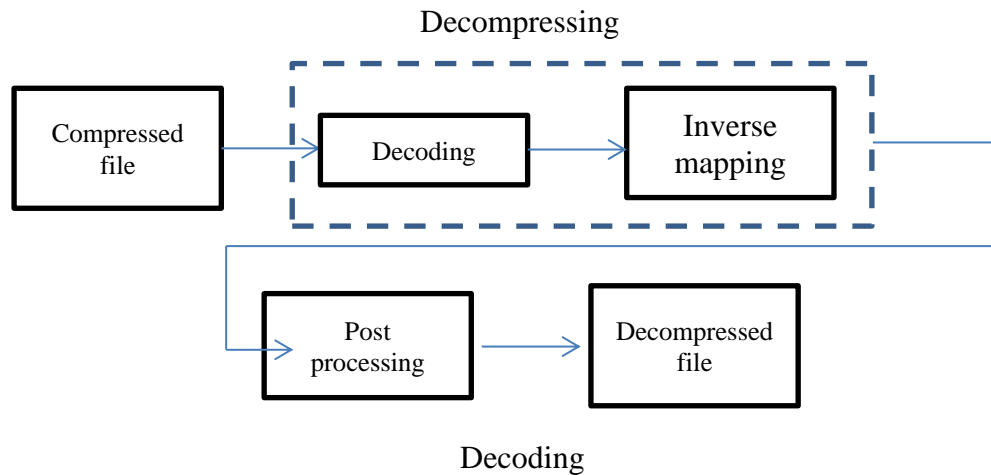 Decompressing
Compressed
file
Decoding
Inverse
mapping
Post
processing
Decompressed
file
Decoding